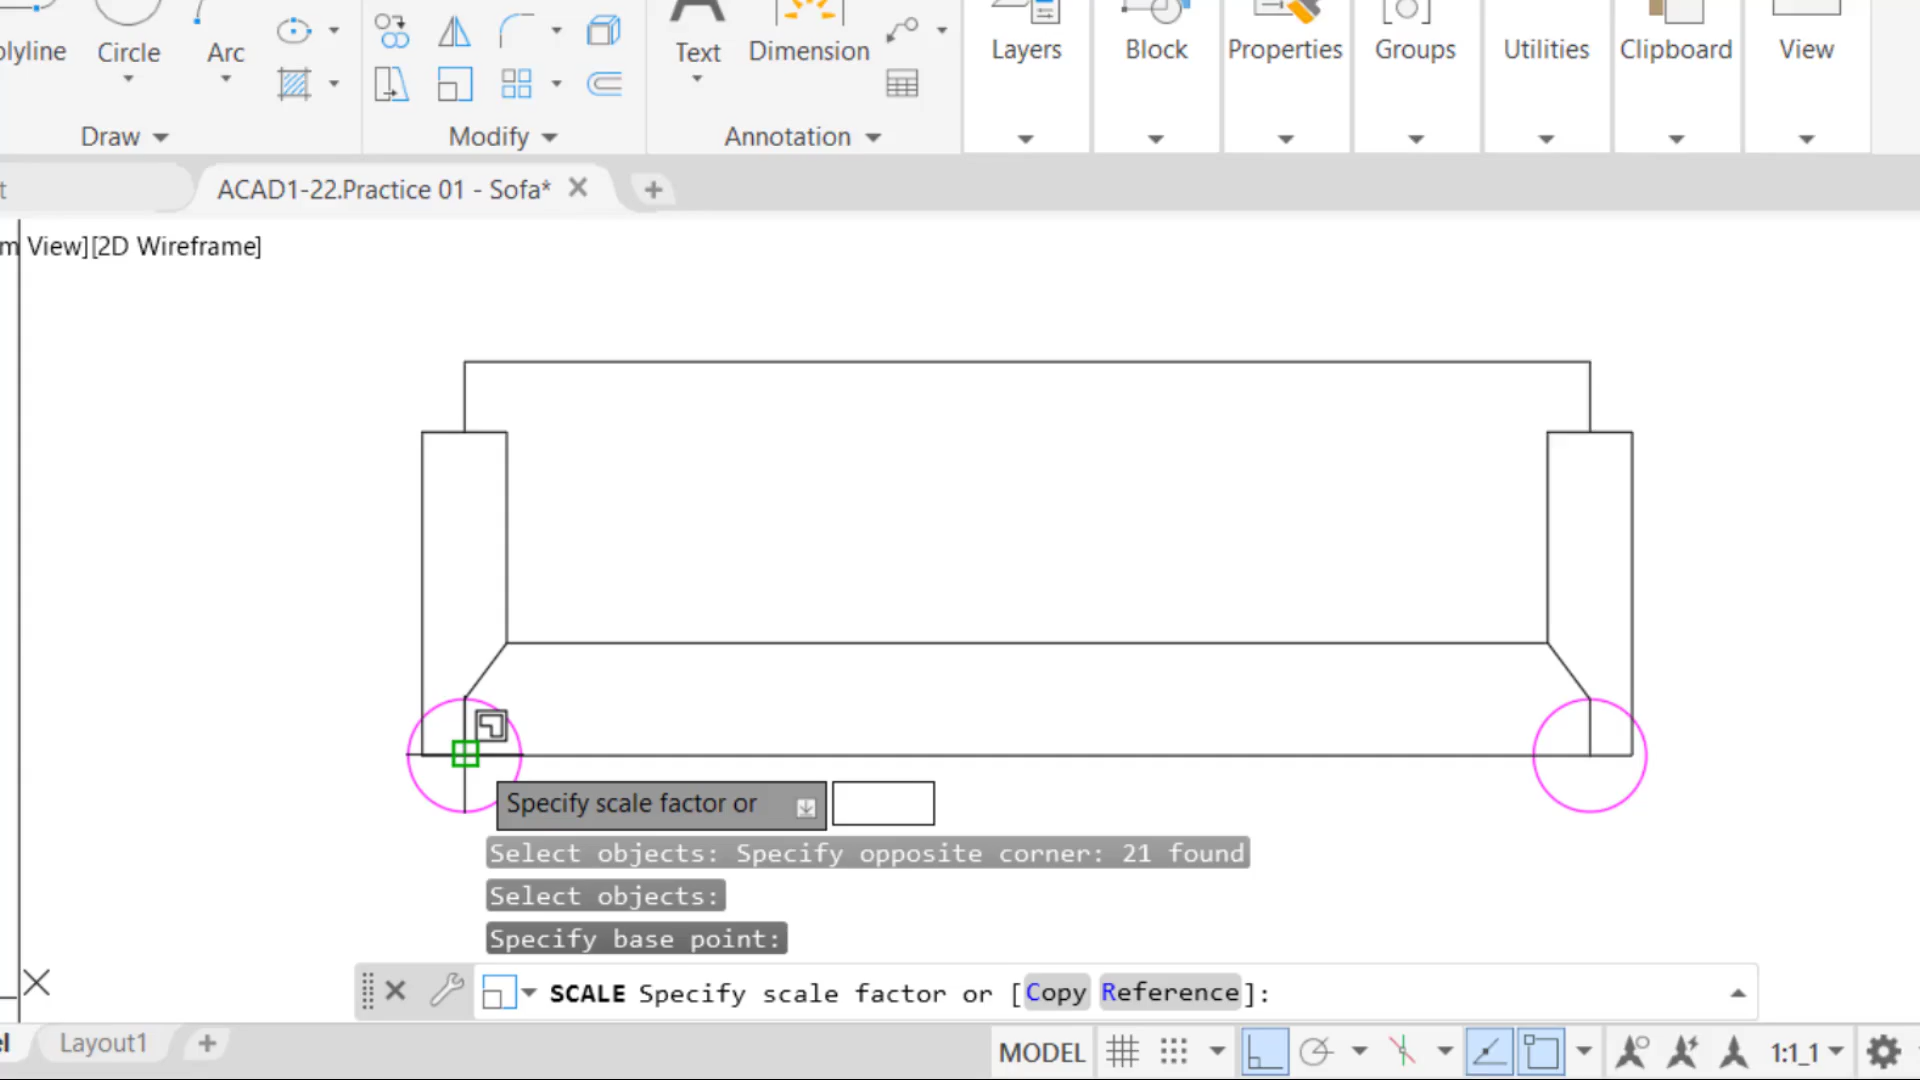 olyline Circle Arc Text Dimension Layers Block Properties Groups Utilities Clipboard View
Draw Modify Annotation
t ACAD1-22.Practice 01 - Sofa*
m View][2D Wireframe]
Specify scale factor or
Select objects: Specify opposite corner: 21 found
Select objects:
Specify base point:
SCALE Specify scale factor or [Copy Reference]:
el Layout1
MODEL 1:1_1